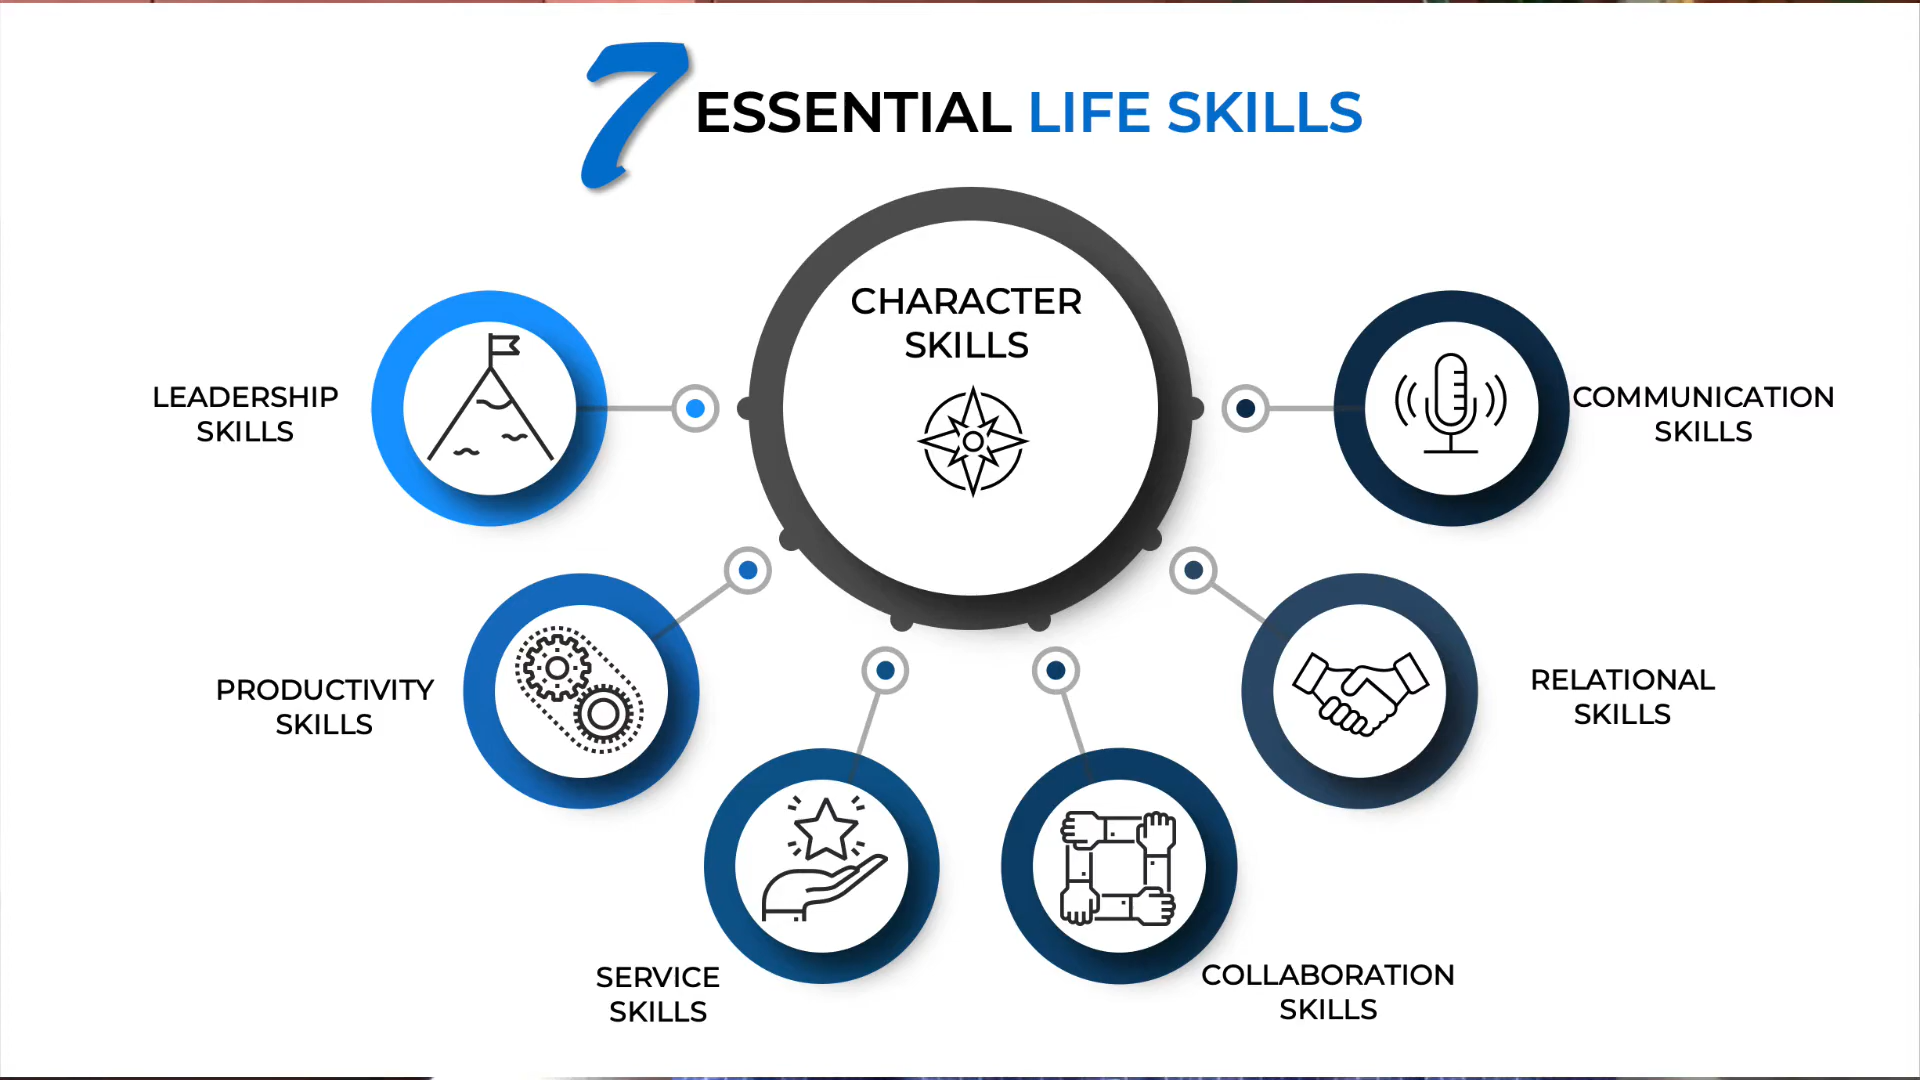 7 ESSENTIAL LIFE SKILLS
CHARACTER
SKILLS
LEADERSHIP
SKILLS
COMMUNICATION
SKILLS
PRODUCTIVITY
SKILLS
RELATIONAL
SKILLS
SERVICE
SKILLS
COLLABORATION
SKILLS